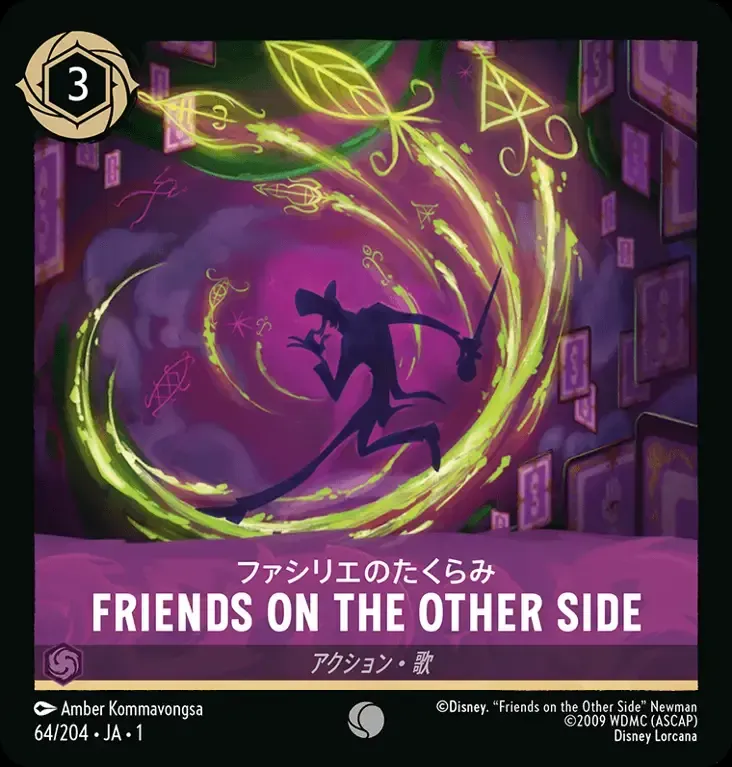 3
ファシリエのたくらみ
FRIENDS ON THE OTHER SIDE
アクション・歌
Amber Kommavongsa
64/204 • JA • 1
©Disney. “Friends on the Other Side” Newman
©2009 WDMC (ASCAP)
Disney Lorcana